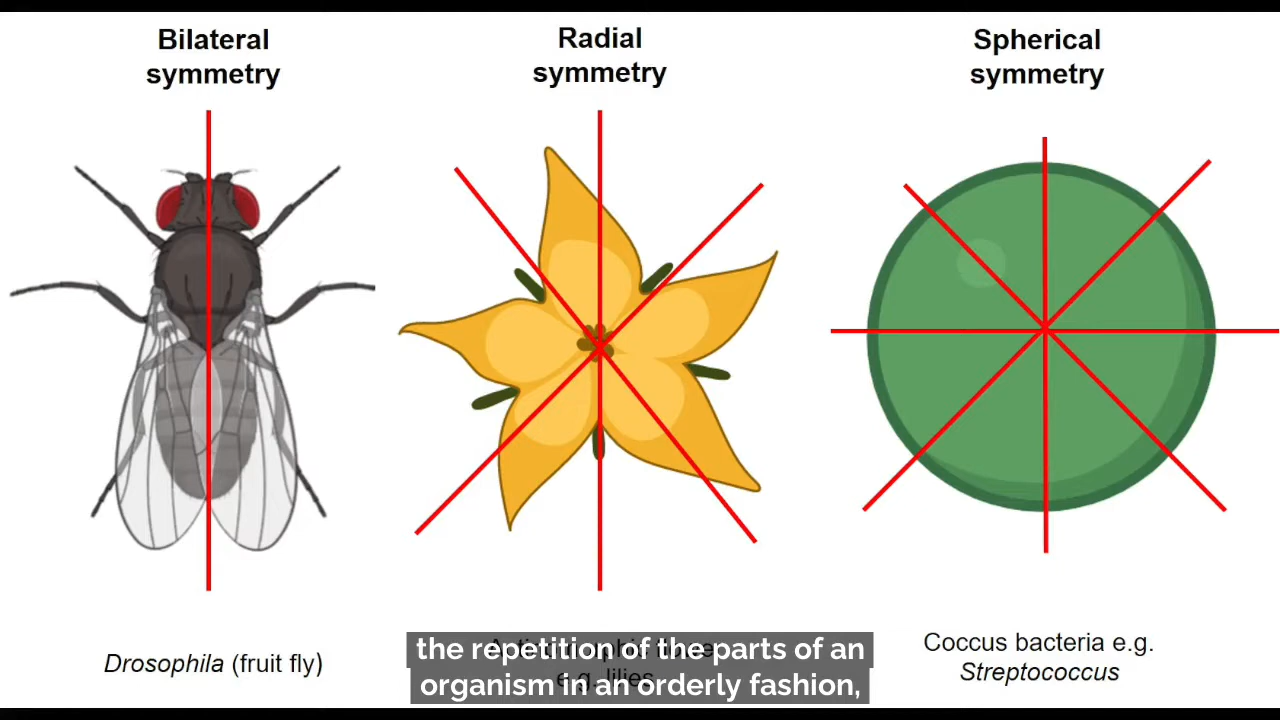 Bilateral
symmetry
Radial
symmetry
Spherical
symmetry
Drosophila (fruit fly)
e.g. lilies
Coccus bacteria e.g.
Streptococcus
the repetition of the parts of an
organism in an orderly fashion,